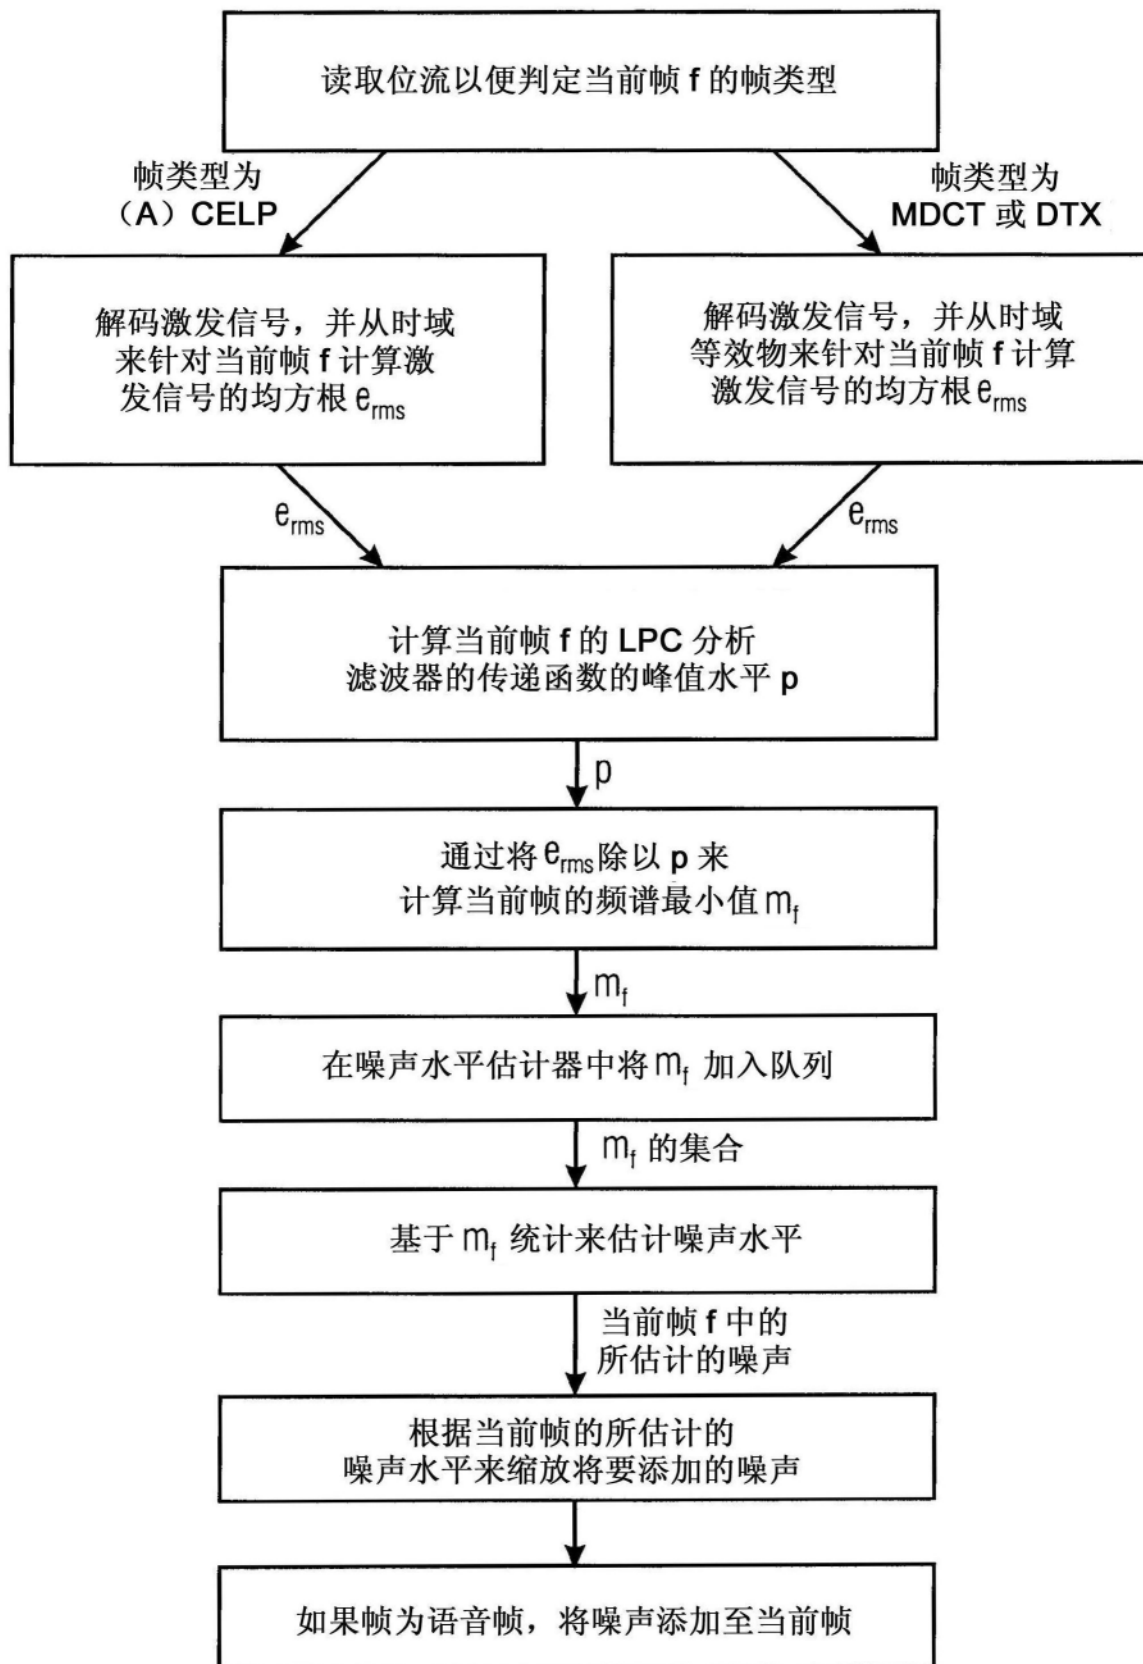 读取位流以便判定当前帧 f 的帧类型
帧类型为
（A）CELP
帧类型为
MDCT 或 DTX
解码激发信号，并从时域
来针对当前帧 f 计算激
发信号的均方根 erms
解码激发信号，并从时域
等效物来针对当前帧 f 计算
激发信号的均方根 erms
erms
erms
计算当前帧 f 的 LPC 分析
滤波器的传递函数的峰值水平 p
p
通过将 erms 除以 p 来
计算当前帧的频谱最小值 mf
mf
在噪声水平估计器中将 mf 加入队列
mf 的集合
基于 mf 统计来估计噪声水平
当前帧 f 中的
所估计的噪声
根据当前帧的所估计的
噪声水平来缩放将要添加的噪声
如果帧为语音帧，将噪声添加至当前帧